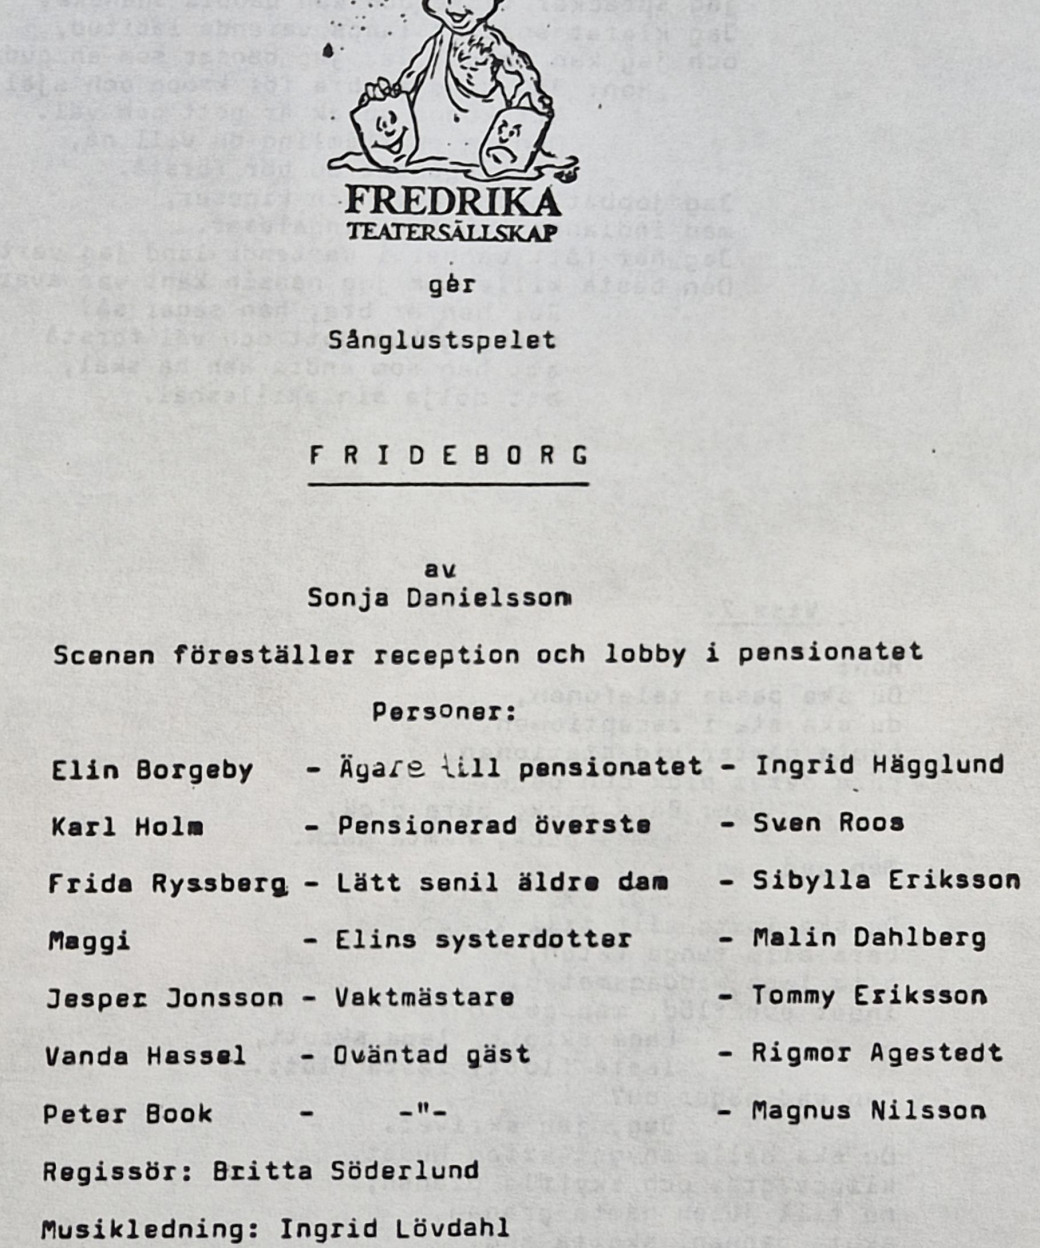 FREDRIKA
TEATERSÄLLSKAP
ger
Sånglustspelet
F R I D E B O R G
av
Sonja Danielsson
Scenen föreställer reception och lobby i pensionatet
Personer:
Elin Borgeby - Ägare till pensionatet - Ingrid Hägglund
Karl Holm - Pensionerad överste - Sven Roos
Frida Ryssberg - Lätt senil äldre dam - Sibylla Eriksson
Maggi - Elins systerdotter - Malin Dahlberg
Jesper Jonsson - Vaktmästare - Tommy Eriksson
Vanda Hassel - Oväntad gäst - Rigmor Agestedt
Peter Book - -"- - Magnus Nilsson
Regissör: Britta Söderlund
Musikledning: Ingrid Lövdahl